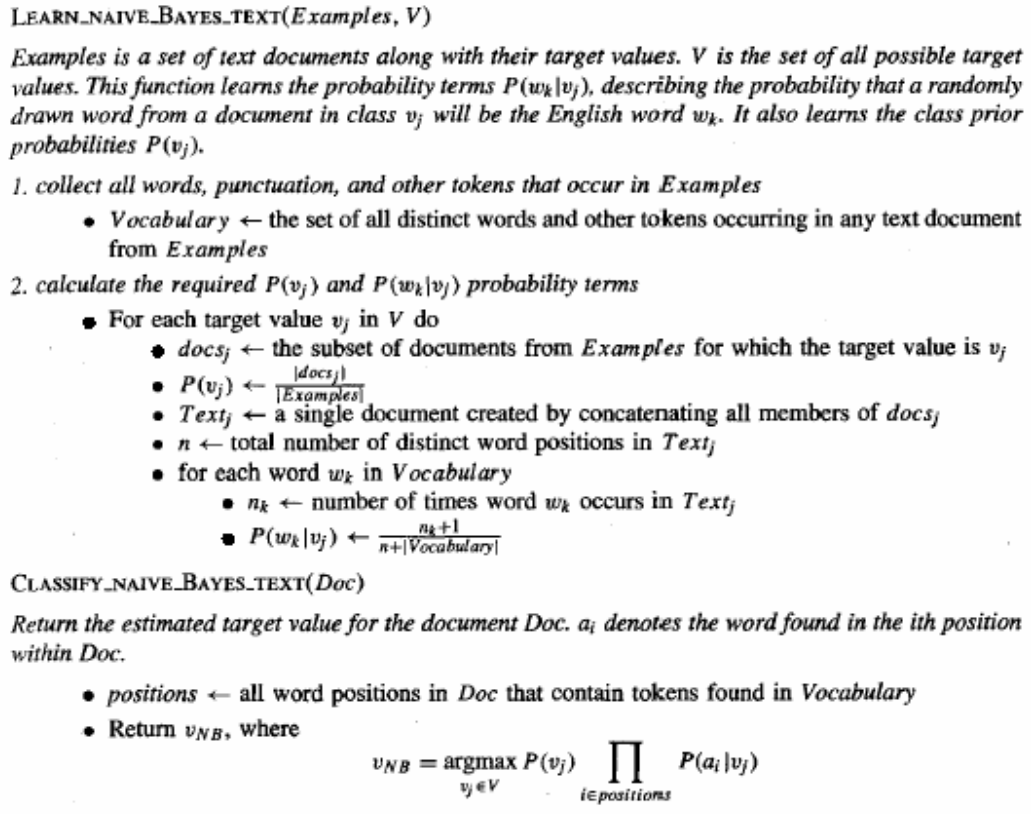 LEARN_NAIVE_BAYES_TEXT(Examples, V)
Examples is a set of text documents along with their target values. V is the set of all possible target
values. This function learns the probability terms P(wk|vj), describing the probability that a randomly
drawn word from a document in class vj will be the English word wk. It also learns the class prior
probabilities P(vj).
1. collect all words, punctuation, and other tokens that occur in Examples
• Vocabulary ← the set of all distinct words and other tokens occurring in any text document
from Examples
2. calculate the required P(vj) and P(wk|vj) probability terms
• For each target value vj in V do
• docsj ← the subset of documents from Examples for which the target value is vj
• P(vj) ← |docsj| / |Examples|
• Textj ← a single document created by concatenating all members of docsj
• n ← total number of distinct word positions in Textj
• for each word wk in Vocabulary
• nk ← number of times word wk occurs in Textj
• P(wk|vj) ← nk+1 / n+|Vocabulary|
CLASSIFY_NAIVE_BAYES_TEXT(Doc)
Return the estimated target value for the document Doc. ai denotes the word found in the ith position
within Doc.
• positions ← all word positions in Doc that contain tokens found in Vocabulary
• Return vNB, where
vNB = argmax P(vj) ∏ P(ai|vj)
vj∈V i∈positions